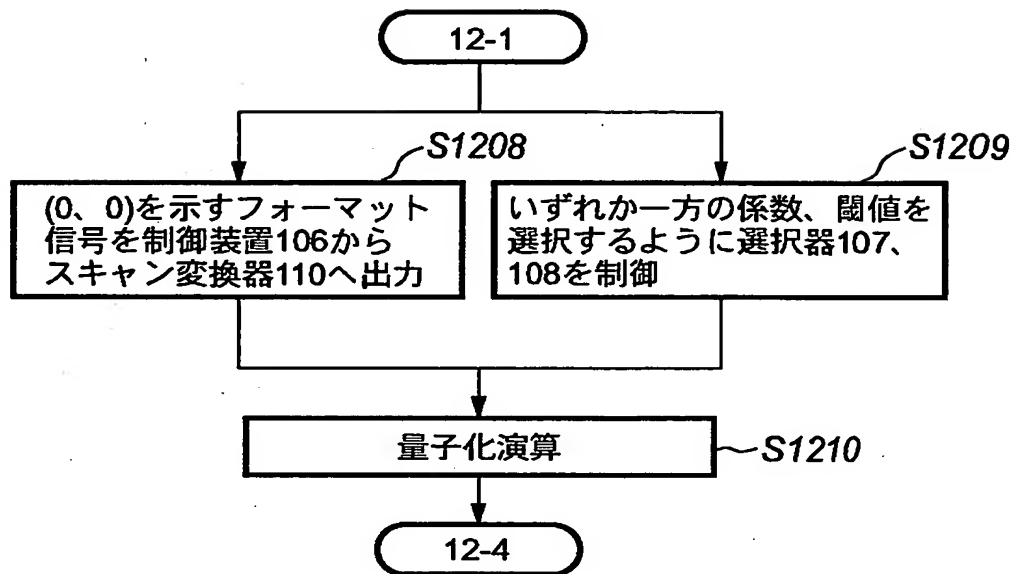 12-1
S1208
(0、0)を示すフォーマット
信号を制御装置106から
スキャン変換器110へ出力
S1209
いずれか一方の係数、閾値を
選択するように選択器107、
108を制御
量子化演算
S1210
12-4